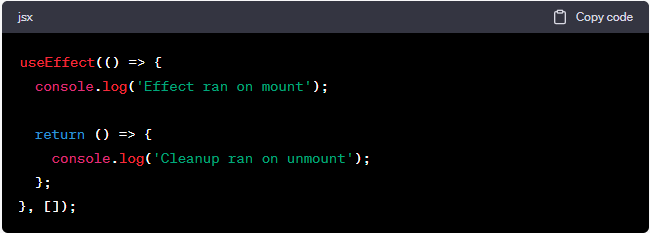 jsx
Copy code
useEffect(() => {
  console.log('Effect ran on mount');

  return () => {
    console.log('Cleanup ran on unmount');
  };
}, []);